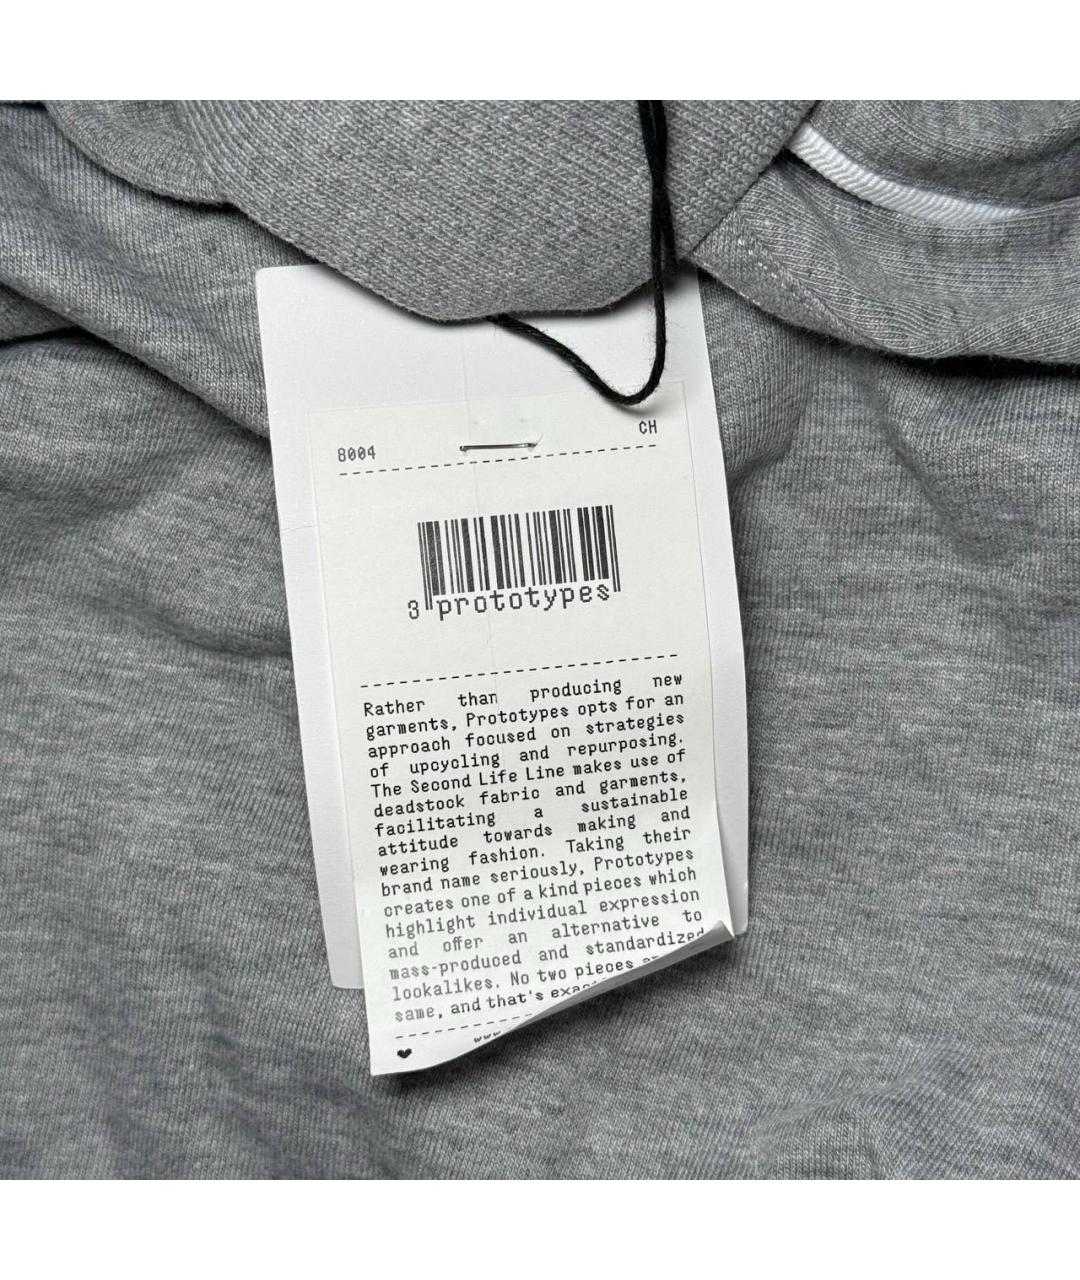 8004 CH
3 prototypes
Rather than producing new
garments, Prototypes opts for an
approach focused on strategies
of upcycling and repurposing.
The Second Life Line makes use of
deadstock fabric and garments,
facilitating a sustainable
attitude towards making and
wearing fashion. Taking their
brand name seriously, Prototypes
creates one of a kind pieces which
highlight individual expression
and offer an alternative to
mass-produced and standardized
lookalikes. No two pieces
same, and that's
www